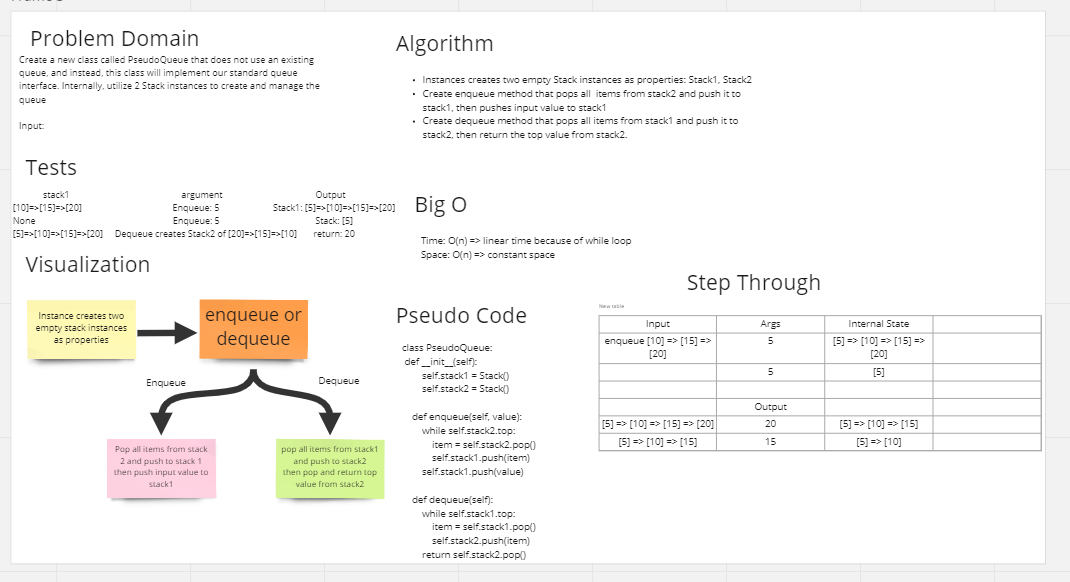 Problem Domain
Create a new class called PseudoQueue that does not use an existing
queue, and instead, this class will implement our standard queue
interface. Internally, utilize 2 Stack instances to create and manage the
queue
Input:
Tests
stack1 argument Output
[10]=>[15]=>[20] Enqueue: 5 Stack1: [5]=>[10]=>[15]=>[20]
None Enqueue: 5 Stack: [5]
[5]=>[10]=>[15]=>[20] Dequeue creates Stack2 of [20]=>[15]=>[10] return: 20
Visualization
Instance creates two
empty stack instances
as properties
enqueue or
dequeue
Enqueue
Dequeue
Pop all items from stack
2 and push to stack 1
then push input value to
stack1
pop all items from stack1
and push to stack2
then pop and return top
value from stack2
Algorithm
• Instances creates two empty Stack instances as properties: Stack1, Stack2
• Create enqueue method that pops all items from stack2 and push it to
stack1, then pushes input value to stack1
• Create dequeue method that pops all items from stack1 and push it to
stack2, then return the top value from stack2.
Big O
Time: O(n) => linear time because of while loop
Space: O(n) => constant space
Pseudo Code
class PseudoQueue:
def __init__(self):
self.stack1 = Stack()
self.stack2 = Stack()
def enqueue(self, value):
while self.stack2.top:
item = self.stack2.pop()
self.stack1.push(item)
self.stack1.push(value)
def dequeue(self):
while self.stack1.top:
item = self.stack1.pop()
self.stack2.push(item)
return self.stack2.pop()
Step Through
New table
Input Args Internal State
enqueue [10] => [15] => 5 [5] => [10] => [15] =>
[20] [20]
5 [5]
Output
[5] => [10] => [15] => [20] 20 [5] => [10] => [15]
[5] => [10] => [15] 15 [5] => [10]